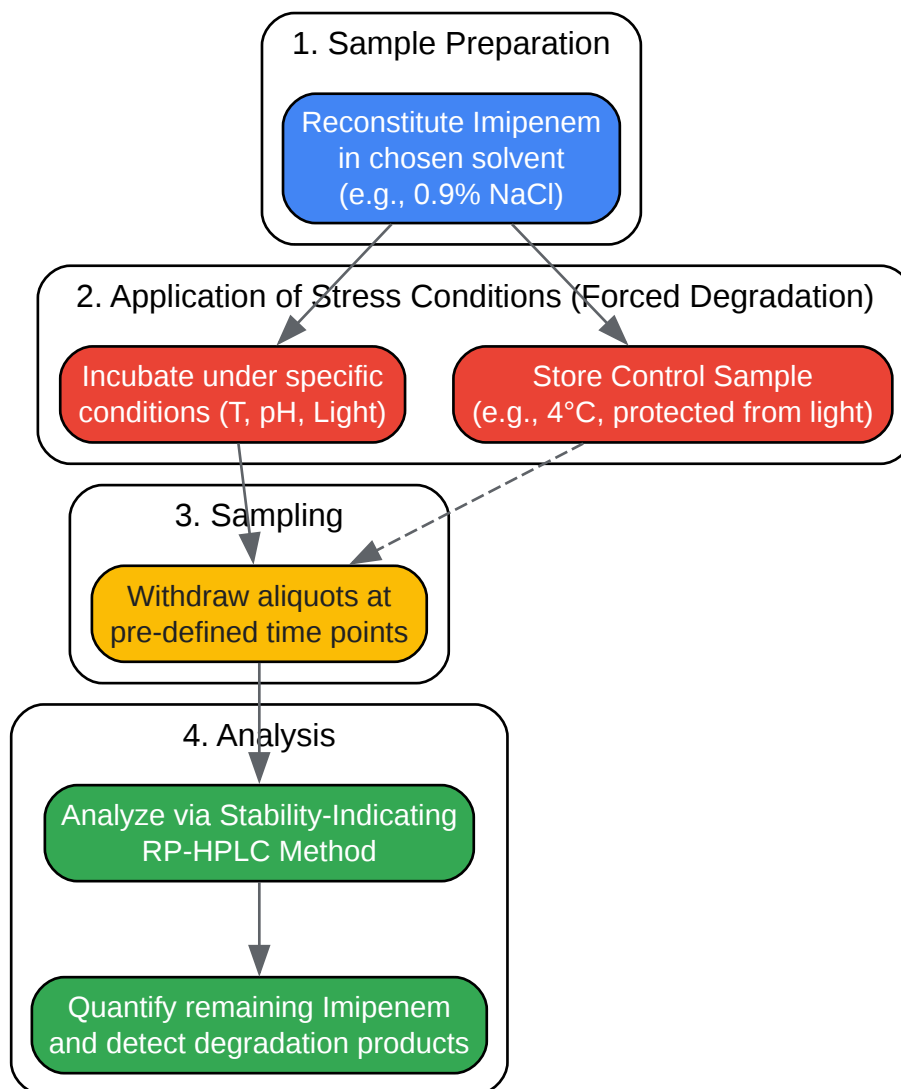 1. Sample Preparation
Reconstitute Imipenem
in chosen solvent
(e.g., 0.9% NaCl)
2. Application of Stress Conditions (Forced Degradation)
Incubate under specific
conditions (T, pH, Light)
Store Control Sample
(e.g., 4°C, protected from light)
3. Sampling
Withdraw aliquots at
pre-defined time points
4. Analysis
Analyze via Stability-Indicating
RP-HPLC Method
Quantify remaining Imipenem
and detect degradation products